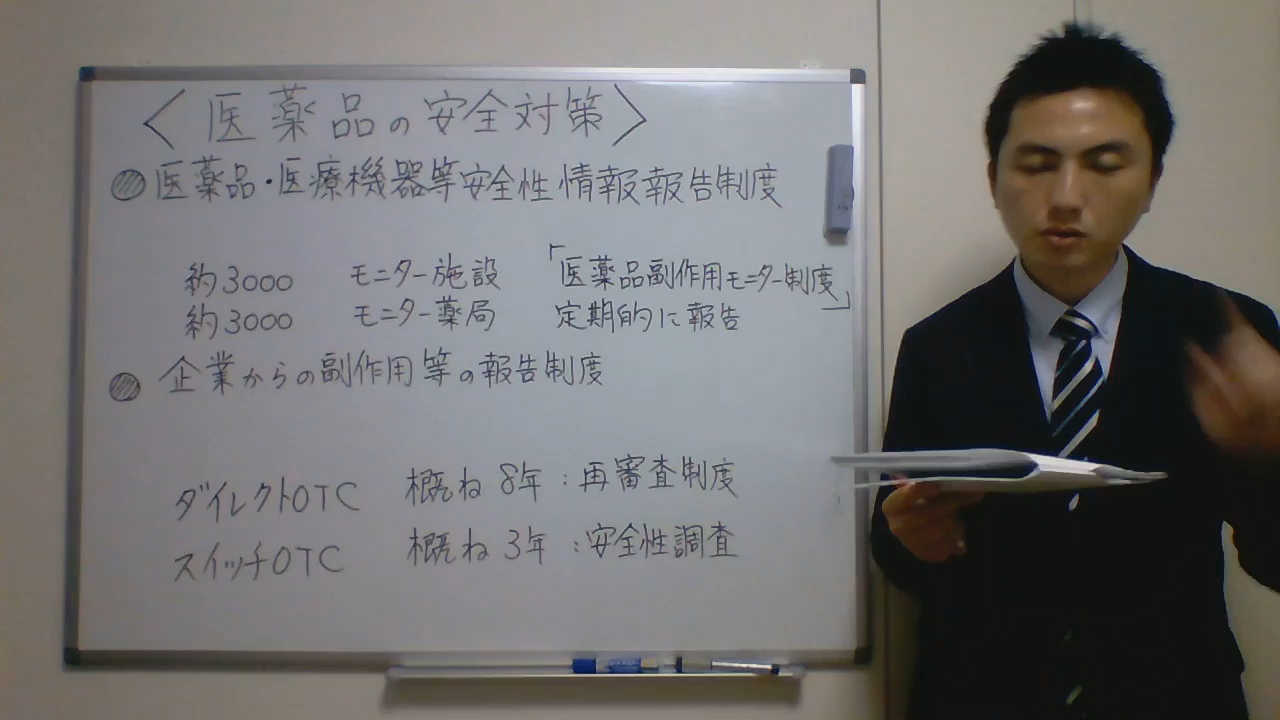 〈医薬品の安全対策〉
医薬品・医療機器等安全性情報報告制度
約3000 モニター施設 「医薬品副作用モニター制度」
約3000 モニター薬局 定期的に報告
企業からの副作用等の報告制度
ダイレクトOTC 概ね8年：再審査制度
スイッチOTC 概ね3年：安全性調査